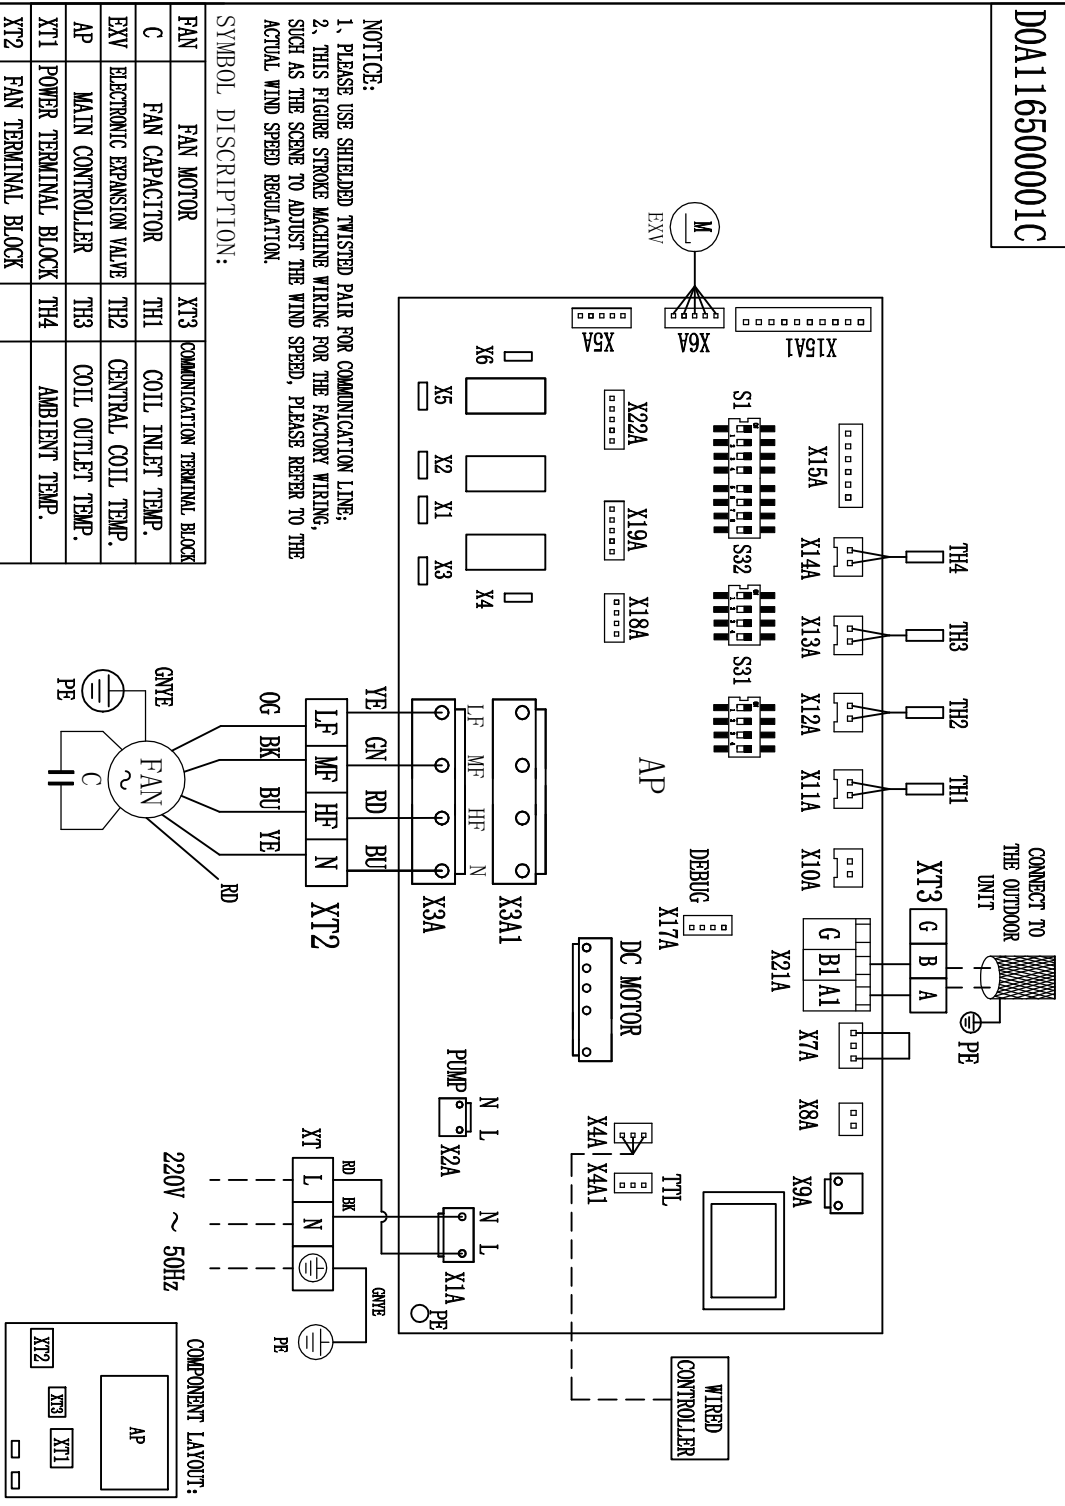 D0A116500001C
M
EXV
X15A1
X6A
X5A
X15A
TH4
TH3
TH2
TH1
X14A
X13A
X12A
X11A
X10A
CONNECT TO
THE OUTDOOR
UNIT
XT3
G B A
PE
G B1 A1
X21A
X7A
X8A
X9A
S1
S32
S31
X22A
X19A
X18A
AP
DEBUG
X17A
DC MOTOR
TTL
X4A
X4A1
WIRED
CONTROLLER
X6
X5
X2
X1
X3
X4
X3A1
LF MF HF N
X3A
YE GN RD BU
LF MF HF N
XT2
OG BK BU YE
RD
GNYE
PE
FAN
~
C
PUMP
N L
X2A
N L
X1A
PE
XT
RD
BK
L N
GNYE
PE
220V ~ 50Hz
NOTICE:
1、PLEASE USE SHIELDED TWISTED PAIR FOR COMMUNICATION LINE;
2、THIS FIGURE STROKE MACHINE WIRING FOR THE FACTORY WIRING,
SUCH AS THE SCENE TO ADJUST THE WIND SPEED, PLEASE REFER TO THE
ACTUAL WIND SPEED REGULATION.
SYMBOL DISCRIPTION:
FAN FAN MOTOR XT3 COMMUNICATION TERMINAL BLOCK
C FAN CAPACITOR TH1 COIL INLET TEMP.
EXV ELECTRONIC EXPANSION VALVE TH2 CENTRAL COIL TEMP.
AP MAIN CONTROLLER TH3 COIL OUTLET TEMP.
XT1 POWER TERMINAL BLOCK TH4 AMBIENT TEMP.
XT2 FAN TERMINAL BLOCK
COMPONENT LAYOUT:
AP
XT2
XT3
XT1